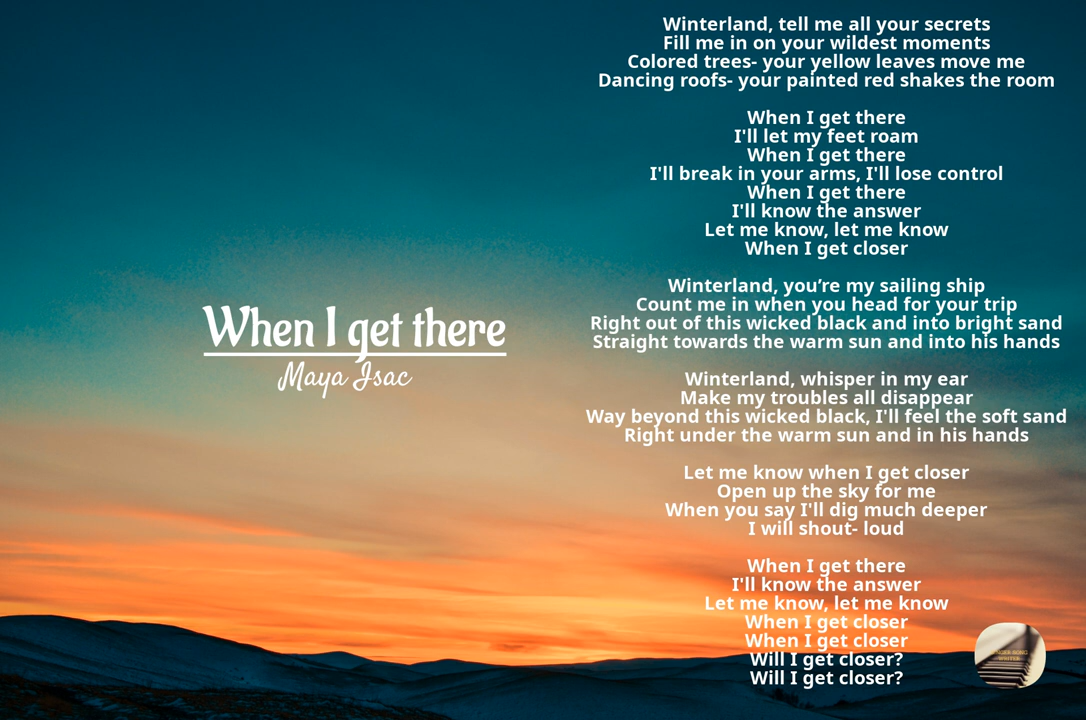 When I get there
Maya Isac
Winterland, tell me all your secrets
Fill me in on your wildest moments
Colored trees- your yellow leaves move me
Dancing roofs- your painted red shakes the room
When I get there
I'll let my feet roam
When I get there
I'll break in your arms, I'll lose control
When I get there
I'll know the answer
Let me know, let me know
When I get closer
Winterland, you’re my sailing ship
Count me in when you head for your trip
Right out of this wicked black and into bright sand
Straight towards the warm sun and into his hands
Winterland, whisper in my ear
Make my troubles all disappear
Way beyond this wicked black, I'll feel the soft sand
Right under the warm sun and in his hands
Let me know when I get closer
Open up the sky for me
When you say I'll dig much deeper
I will shout- loud
When I get there
I'll know the answer
Let me know, let me know
When I get closer
When I get closer
Will I get closer?
Will I get closer?
WRITER